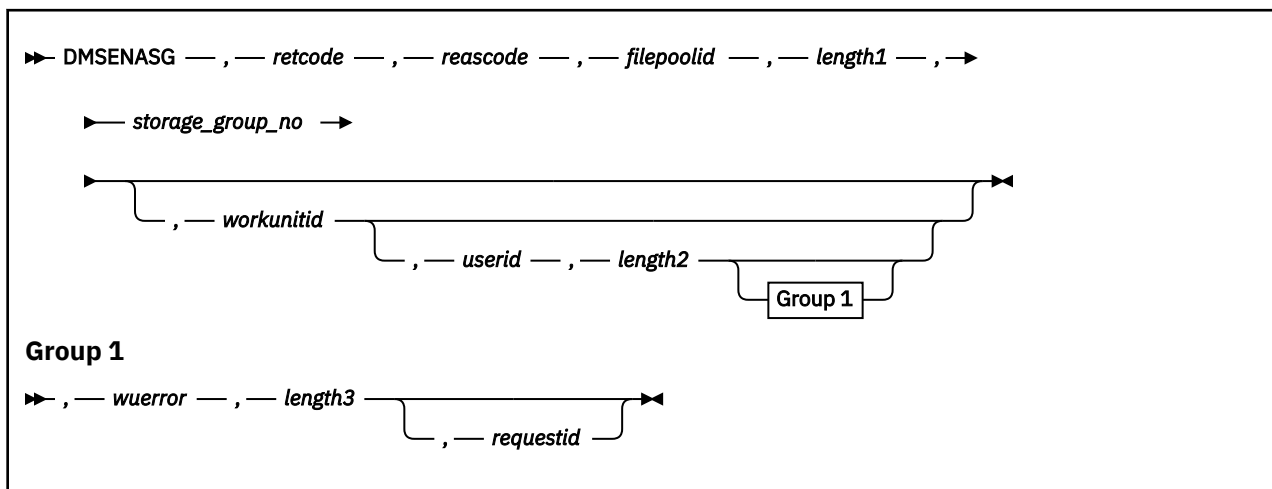 DMSENASG , retcode , reascode , filepoolid , length1 ,
storage_group_no
, workunitid
, userid , length2
Group 1
Group 1
, wuerror , length3
, requestid